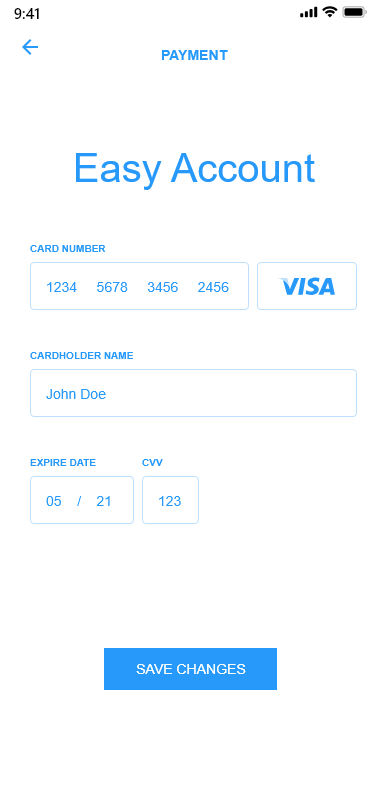 9:41
PAYMENT
Easy Account
CARD NUMBER
1234 5678 3456 2456
VISA
CARDHOLDER NAME
John Doe
EXPIRE DATE CVV
05 / 21 123
SAVE CHANGES